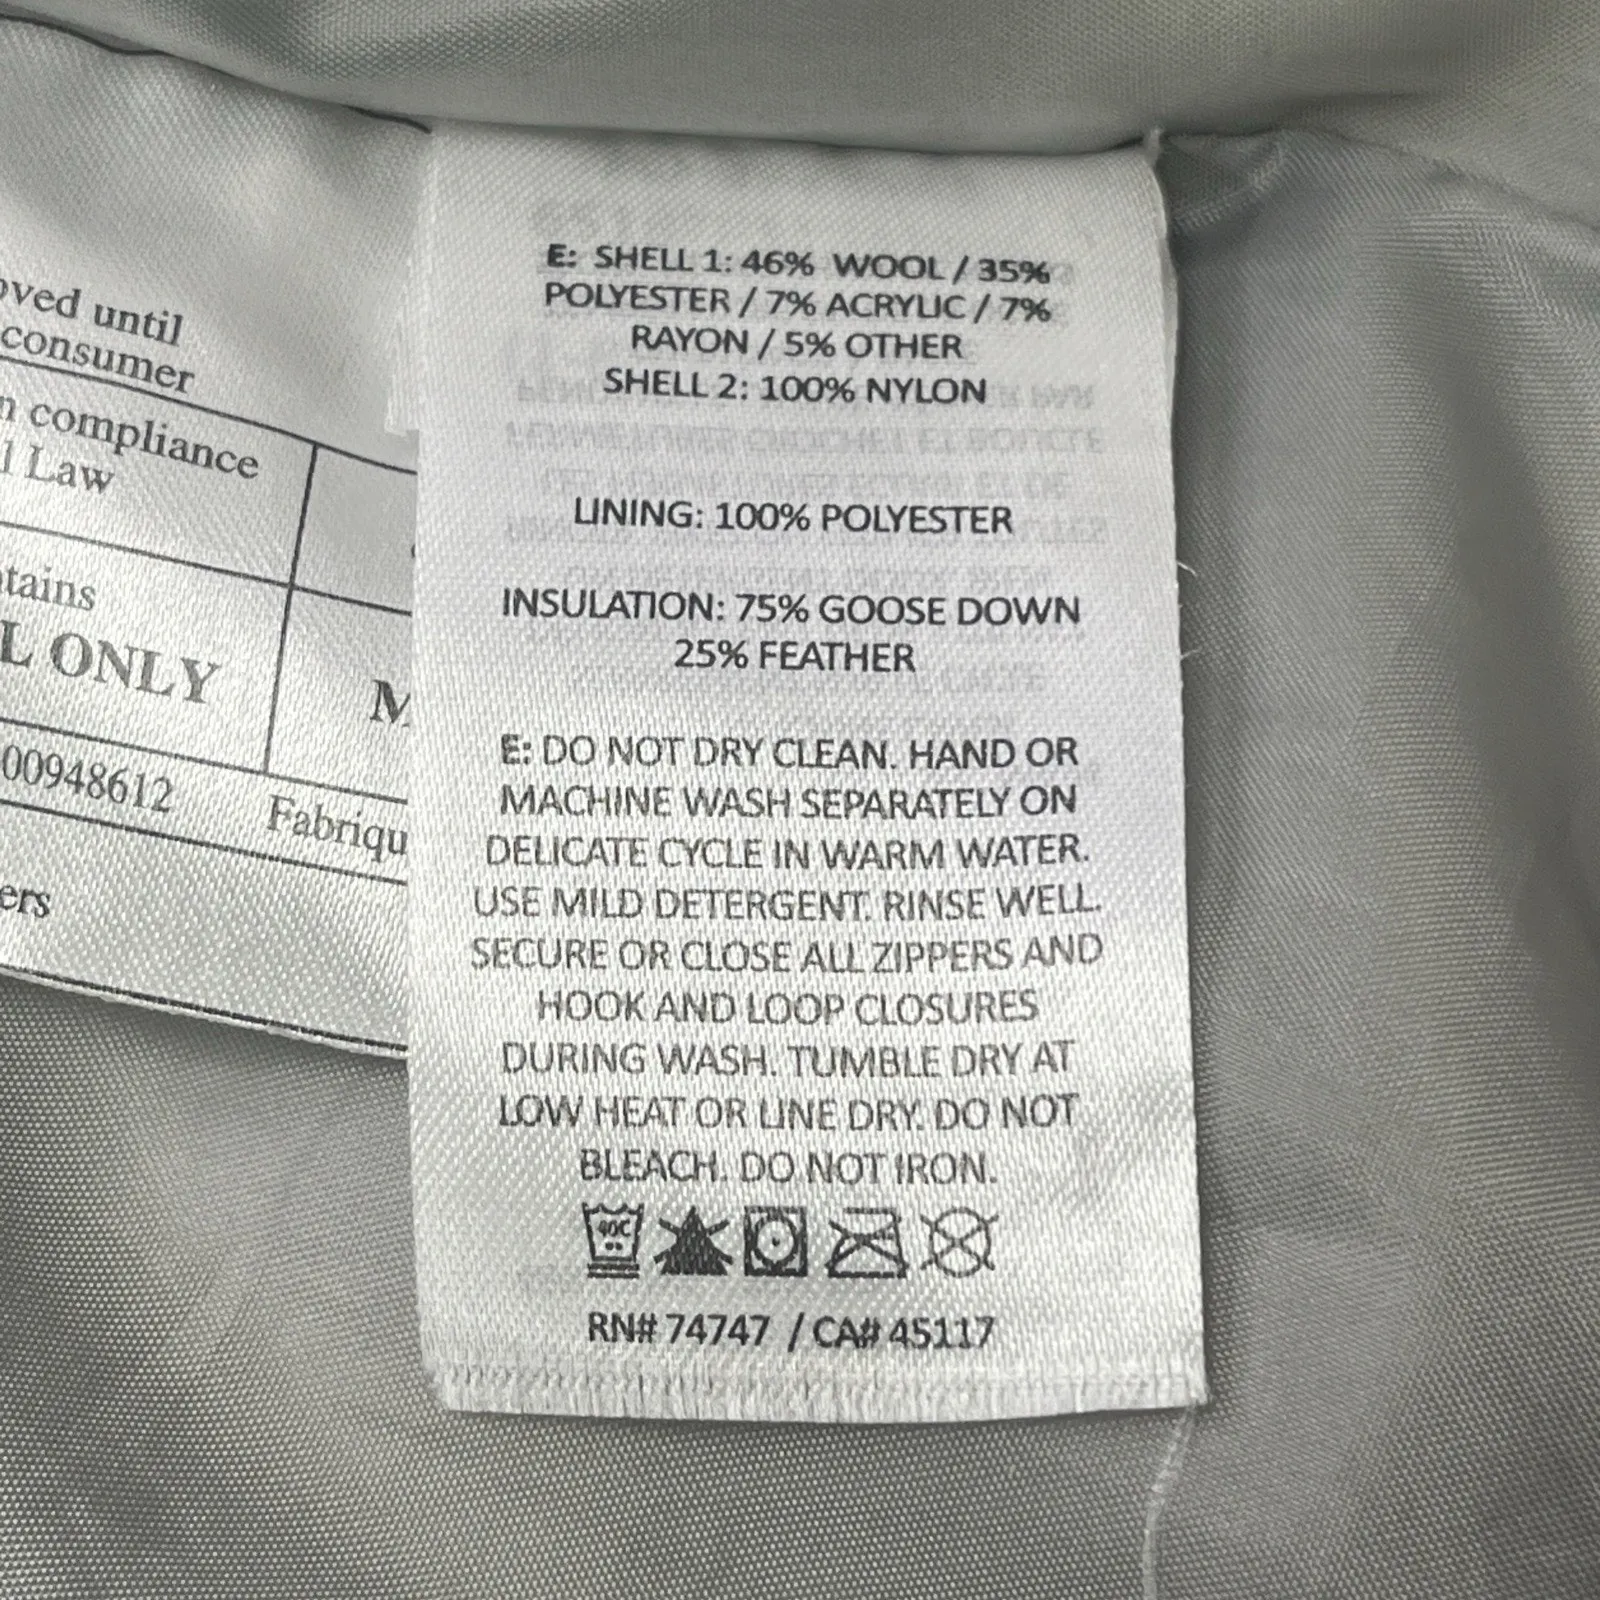 oved until
consumer
n compliance
l Law
tains
L ONLY
M
00948612 Fabriqu
ers
E: SHELL 1: 46% WOOL / 35%
POLYESTER / 7% ACRYLIC / 7%
RAYON / 5% OTHER
SHELL 2: 100% NYLON
LINING: 100% POLYESTER
INSULATION: 75% GOOSE DOWN
25% FEATHER
E: DO NOT DRY CLEAN. HAND OR
MACHINE WASH SEPARATELY ON
DELICATE CYCLE IN WARM WATER.
USE MILD DETERGENT. RINSE WELL.
SECURE OR CLOSE ALL ZIPPERS AND
HOOK AND LOOP CLOSURES
DURING WASH. TUMBLE DRY AT
LOW HEAT OR LINE DRY. DO NOT
BLEACH. DO NOT IRON.
40C
RN# 74747 / CA# 45117